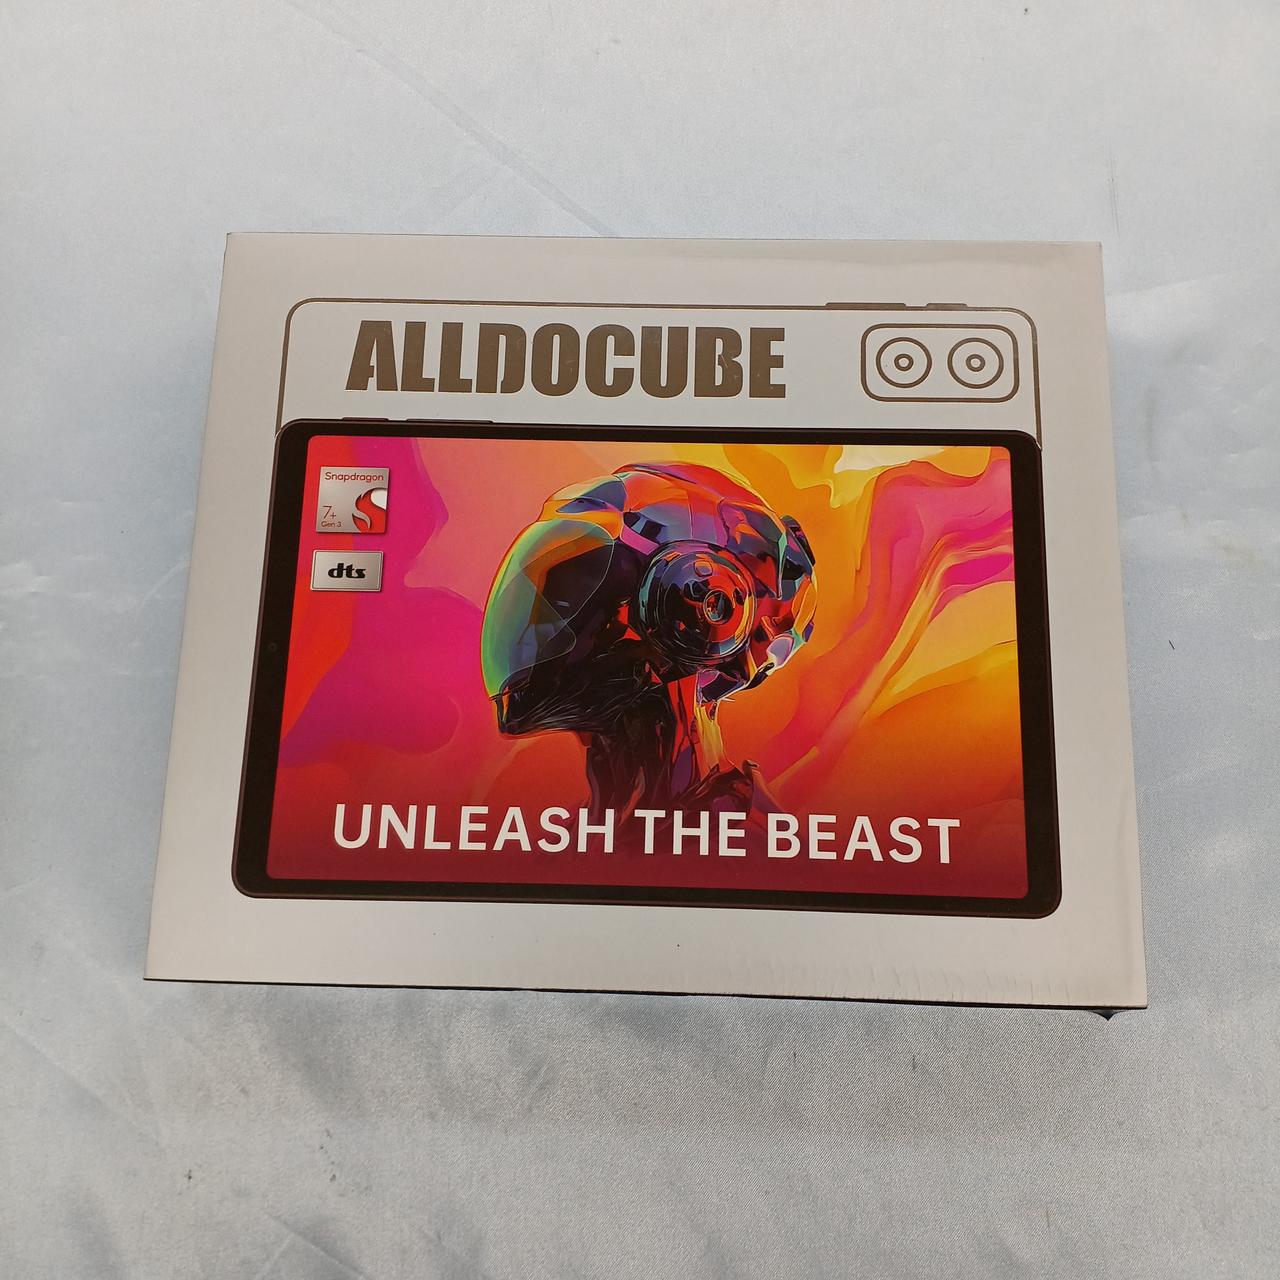 ALLDOCUBE
Snapdragon
7+
Gen 3
dts
UNLEASH THE BEAST